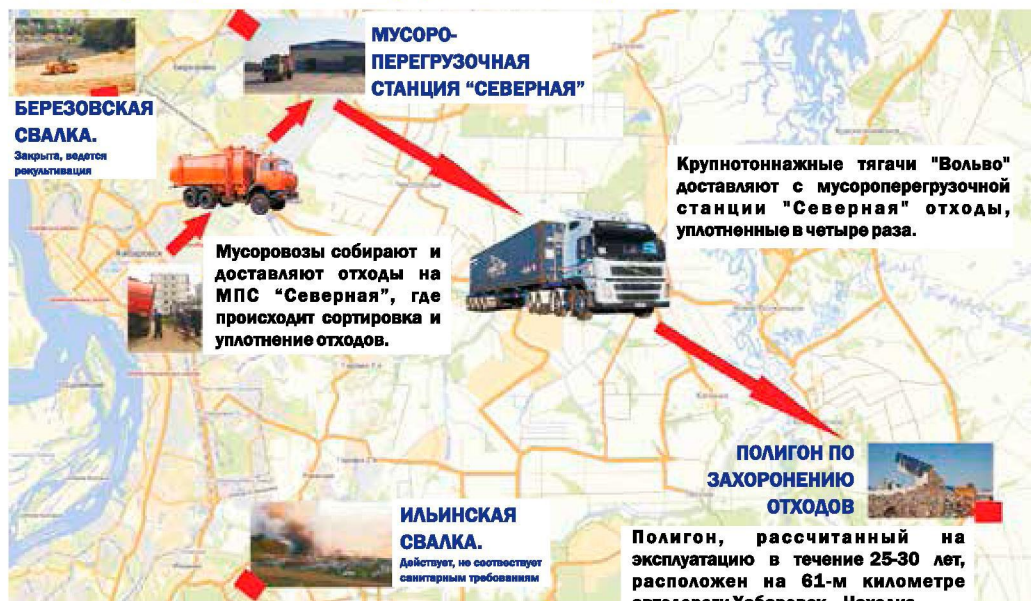 МУСОРО-
ПЕРЕГРУЗОЧНАЯ
СТАНЦИЯ “СЕВЕРНАЯ”
БЕРЕЗОВСКАЯ
СВАЛКА.
Закрыта, ведется
рекультивация
Крупнотоннажные тягачи "Вольво"
доставляют с мусороперегрузочной
станции "Северная" отходы,
уплотненные в четыре раза.
Хабаровск
Мусоровозы собирают и
доставляют отходы на
МПС “Северная”, где
происходит сортировка и
уплотнение отходов.
ПОЛИГОН ПО
ЗАХОРОНЕНИЮ
ОТХОДОВ
ИЛЬИНСКАЯ
СВАЛКА.
Действует, не соотвествует
санитарным требованиям
Полигон, рассчитанный на
эксплуатацию в течение 25-30 лет,
расположен на 61-м километре